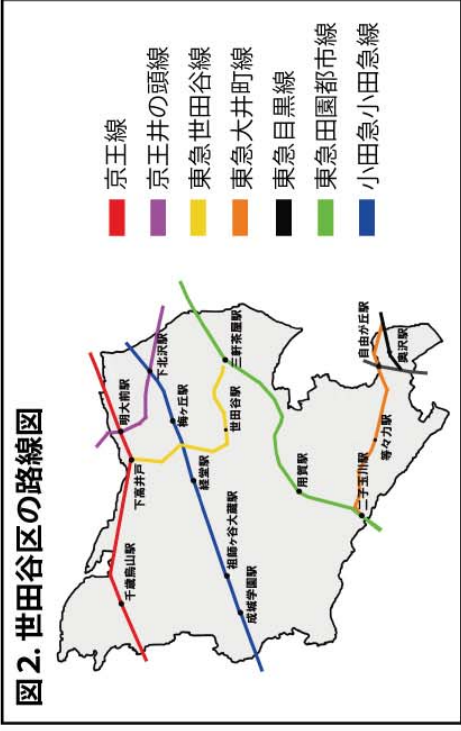 図2. 世田谷区の路線図
千歳烏山駅
明大前駅
下高井戸
下北沢駅
梅ヶ丘駅
経堂駅
祖師ヶ谷大蔵駅
成城学園駅
世田谷駅
三軒茶屋駅
用賀駅
二子玉川駅
等々力駅
自由が丘駅
奥沢駅
京王線
京王井の頭線
東急世田谷線
東急大井町線
東急目黒線
東急田園都市線
小田急小田急線